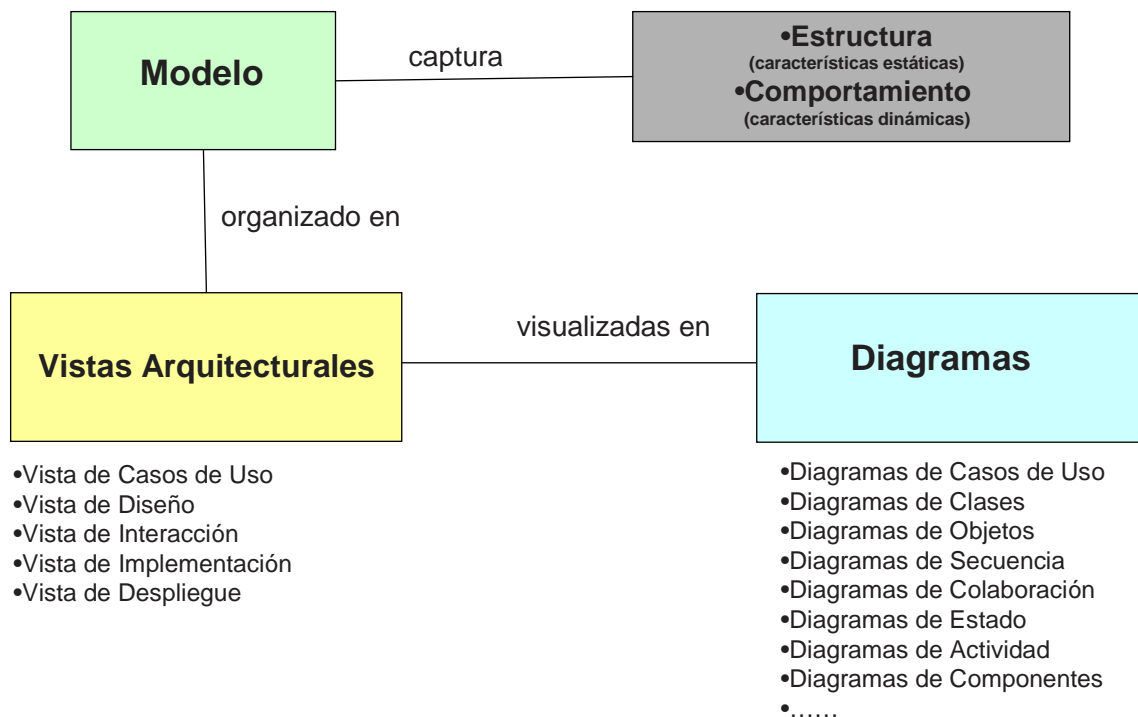 Modelo
captura
•Estructura
(características estáticas)
•Comportamiento
(características dinámicas)
organizado en
Vistas Arquitecturales
visualizadas en
Diagramas
•Vista de Casos de Uso
•Vista de Diseño
•Vista de Interacción
•Vista de Implementación
•Vista de Despliegue
•Diagramas de Casos de Uso
•Diagramas de Clases
•Diagramas de Objetos
•Diagramas de Secuencia
•Diagramas de Colaboración
•Diagramas de Estado
•Diagramas de Actividad
•Diagramas de Componentes
•......